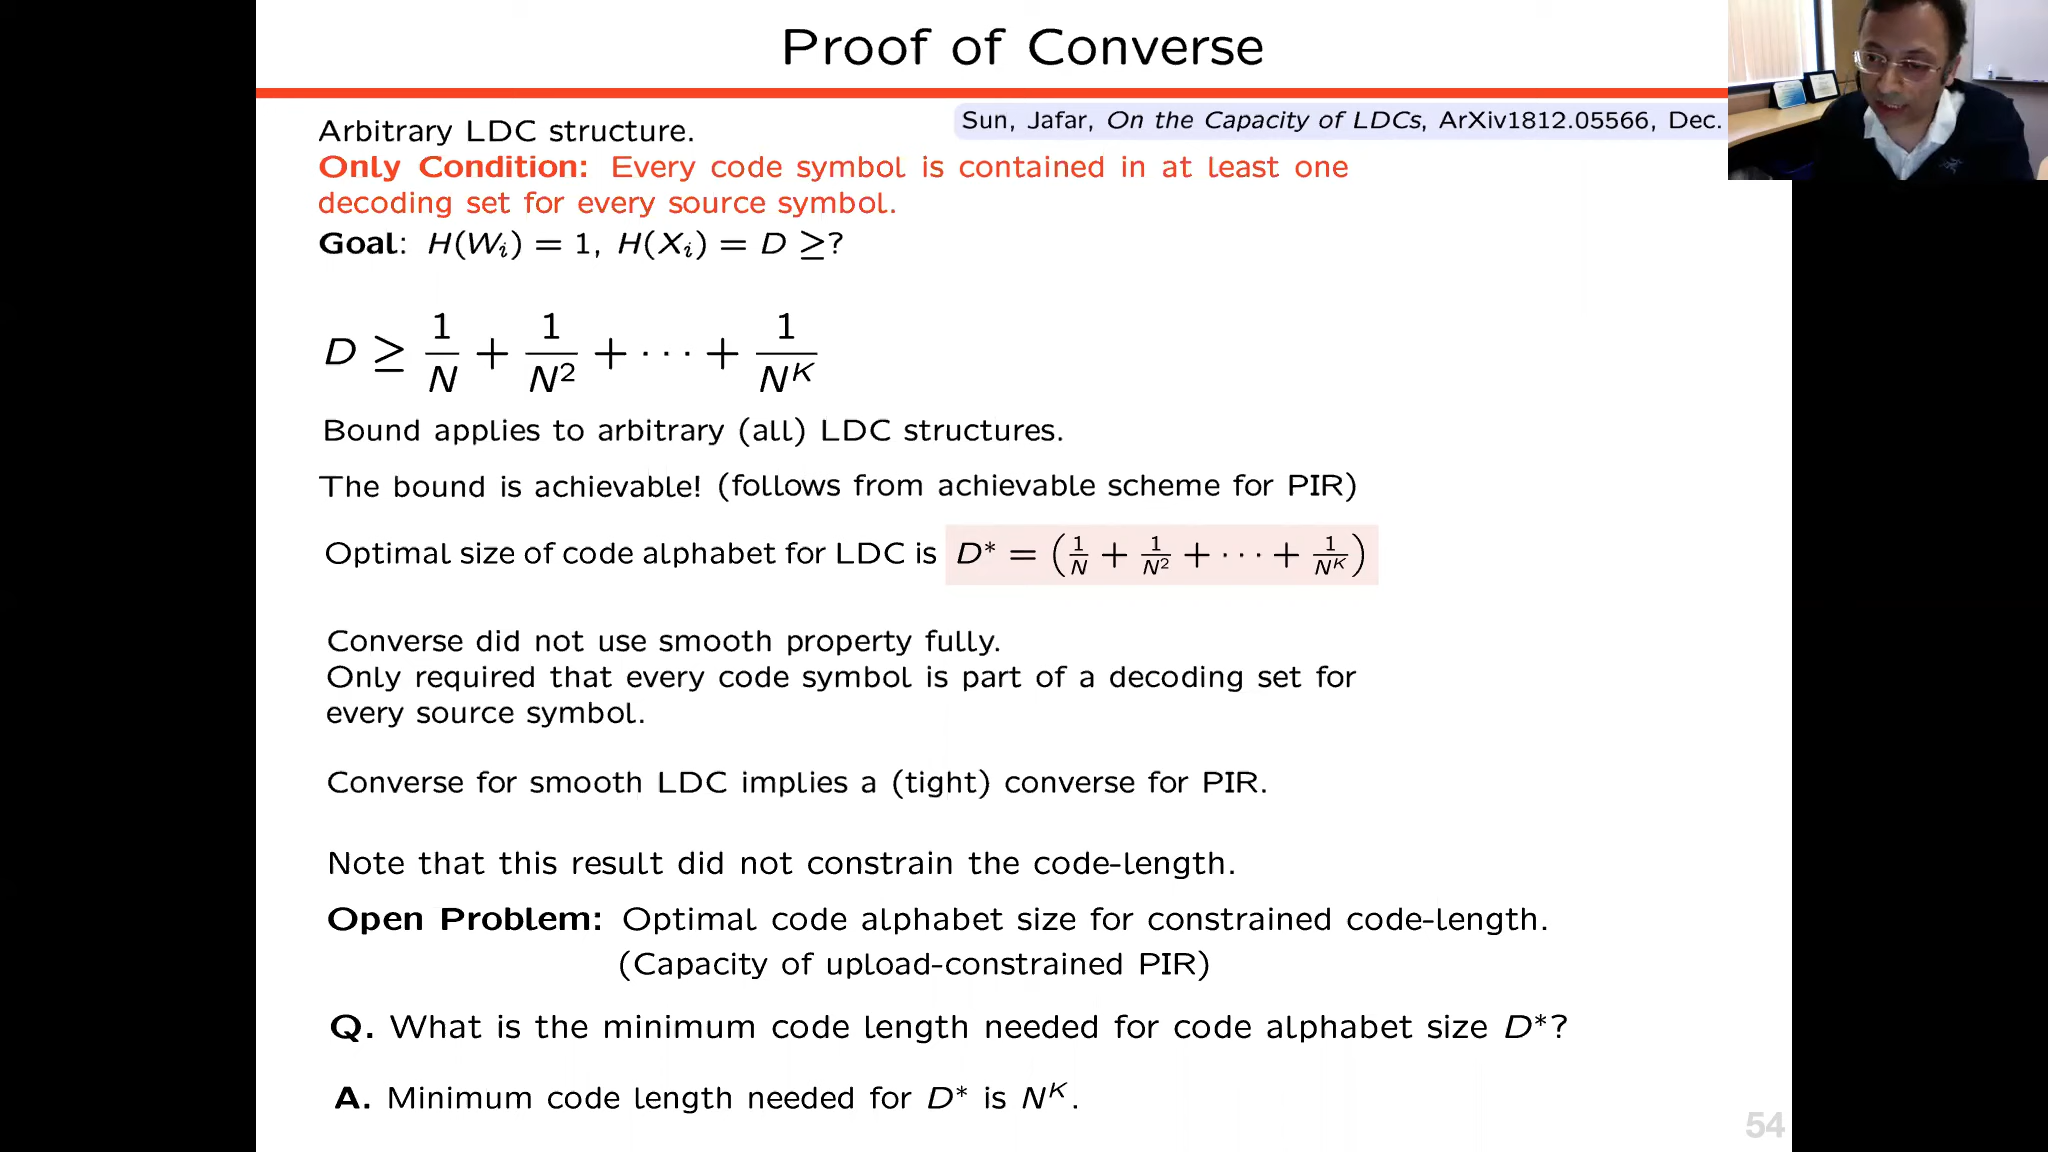 Proof of Converse
Arbitrary LDC structure.
Sun, Jafar, On the Capacity of LDCs, ArXiv1812.05566, Dec.
Only Condition: Every code symbol is contained in at least one
decoding set for every source symbol.
Goal: H(Wᵢ) = 1, H(Xᵢ) = D ≥?
D ≥ 1/N + 1/N² + · · · + 1/Nᴷ
Bound applies to arbitrary (all) LDC structures.
The bound is achievable! (follows from achievable scheme for PIR)
Optimal size of code alphabet for LDC is D* = (1/N + 1/N² + · · · + 1/Nᴷ)
Converse did not use smooth property fully.
Only required that every code symbol is part of a decoding set for
every source symbol.
Converse for smooth LDC implies a (tight) converse for PIR.
Note that this result did not constrain the code-length.
Open Problem: Optimal code alphabet size for constrained code-length.
(Capacity of upload-constrained PIR)
Q. What is the minimum code length needed for code alphabet size D*?
A. Minimum code length needed for D* is Nᴷ.
54